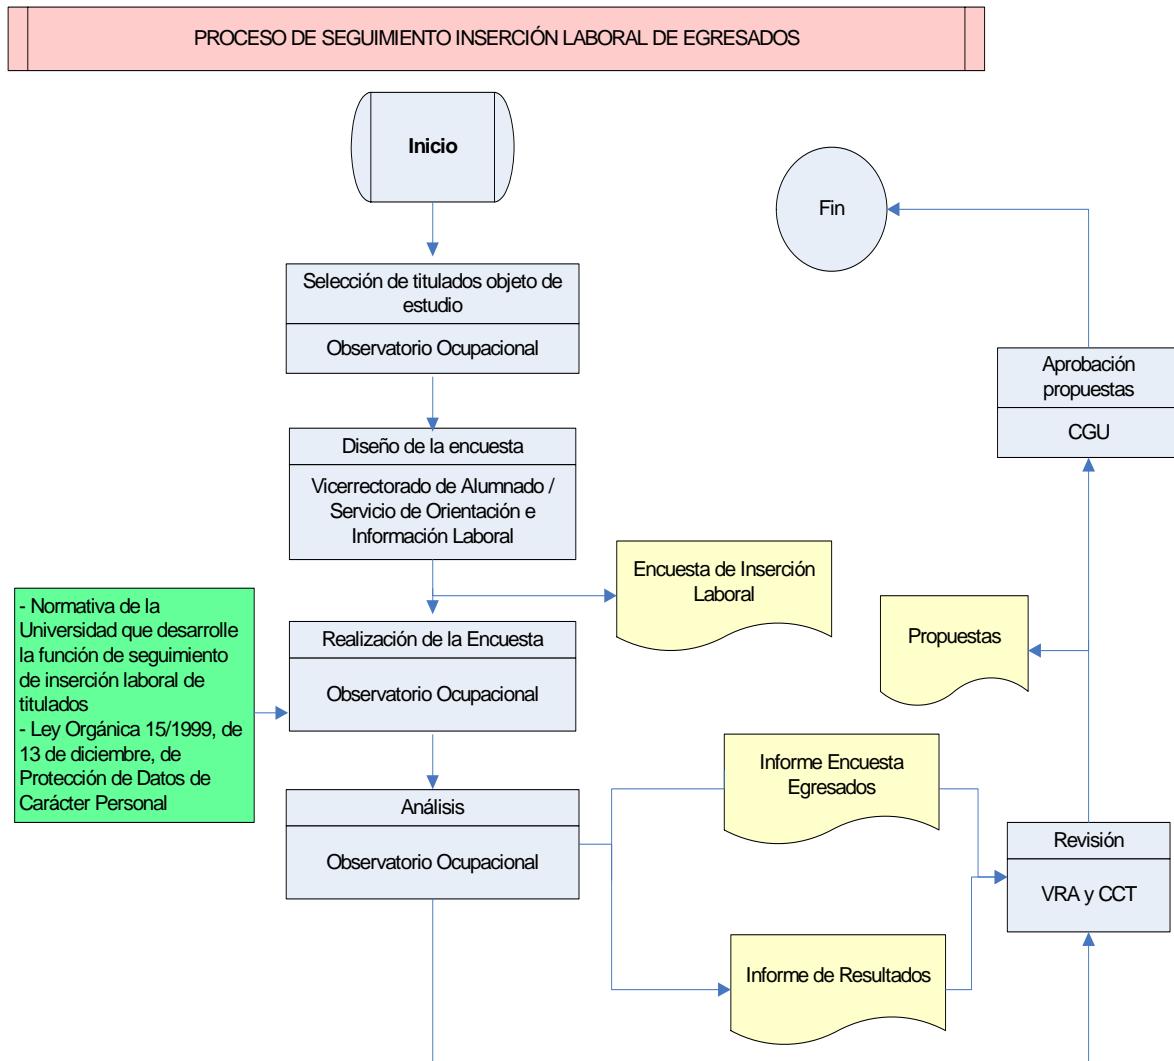 PROCESO DE SEGUIMIENTO INSERCIÓN LABORAL DE EGRESADOS
Inicio
Fin
Selección de titulados objeto de
estudio
Observatorio Ocupacional
Aprobación
propuestas
CGU
Diseño de la encuesta
Vicerrectorado de Alumnado /
Servicio de Orientación e
Información Laboral
Encuesta de Inserción
Laboral
- Normativa de la
Universidad que desarrolle
la función de seguimiento
de inserción laboral de
titulados
- Ley Orgánica 15/1999, de
13 de diciembre, de
Protección de Datos de
Carácter Personal
Realización de la Encuesta
Observatorio Ocupacional
Propuestas
Análisis
Observatorio Ocupacional
Informe Encuesta
Egresados
Informe de Resultados
Revisión
VRA y CCT